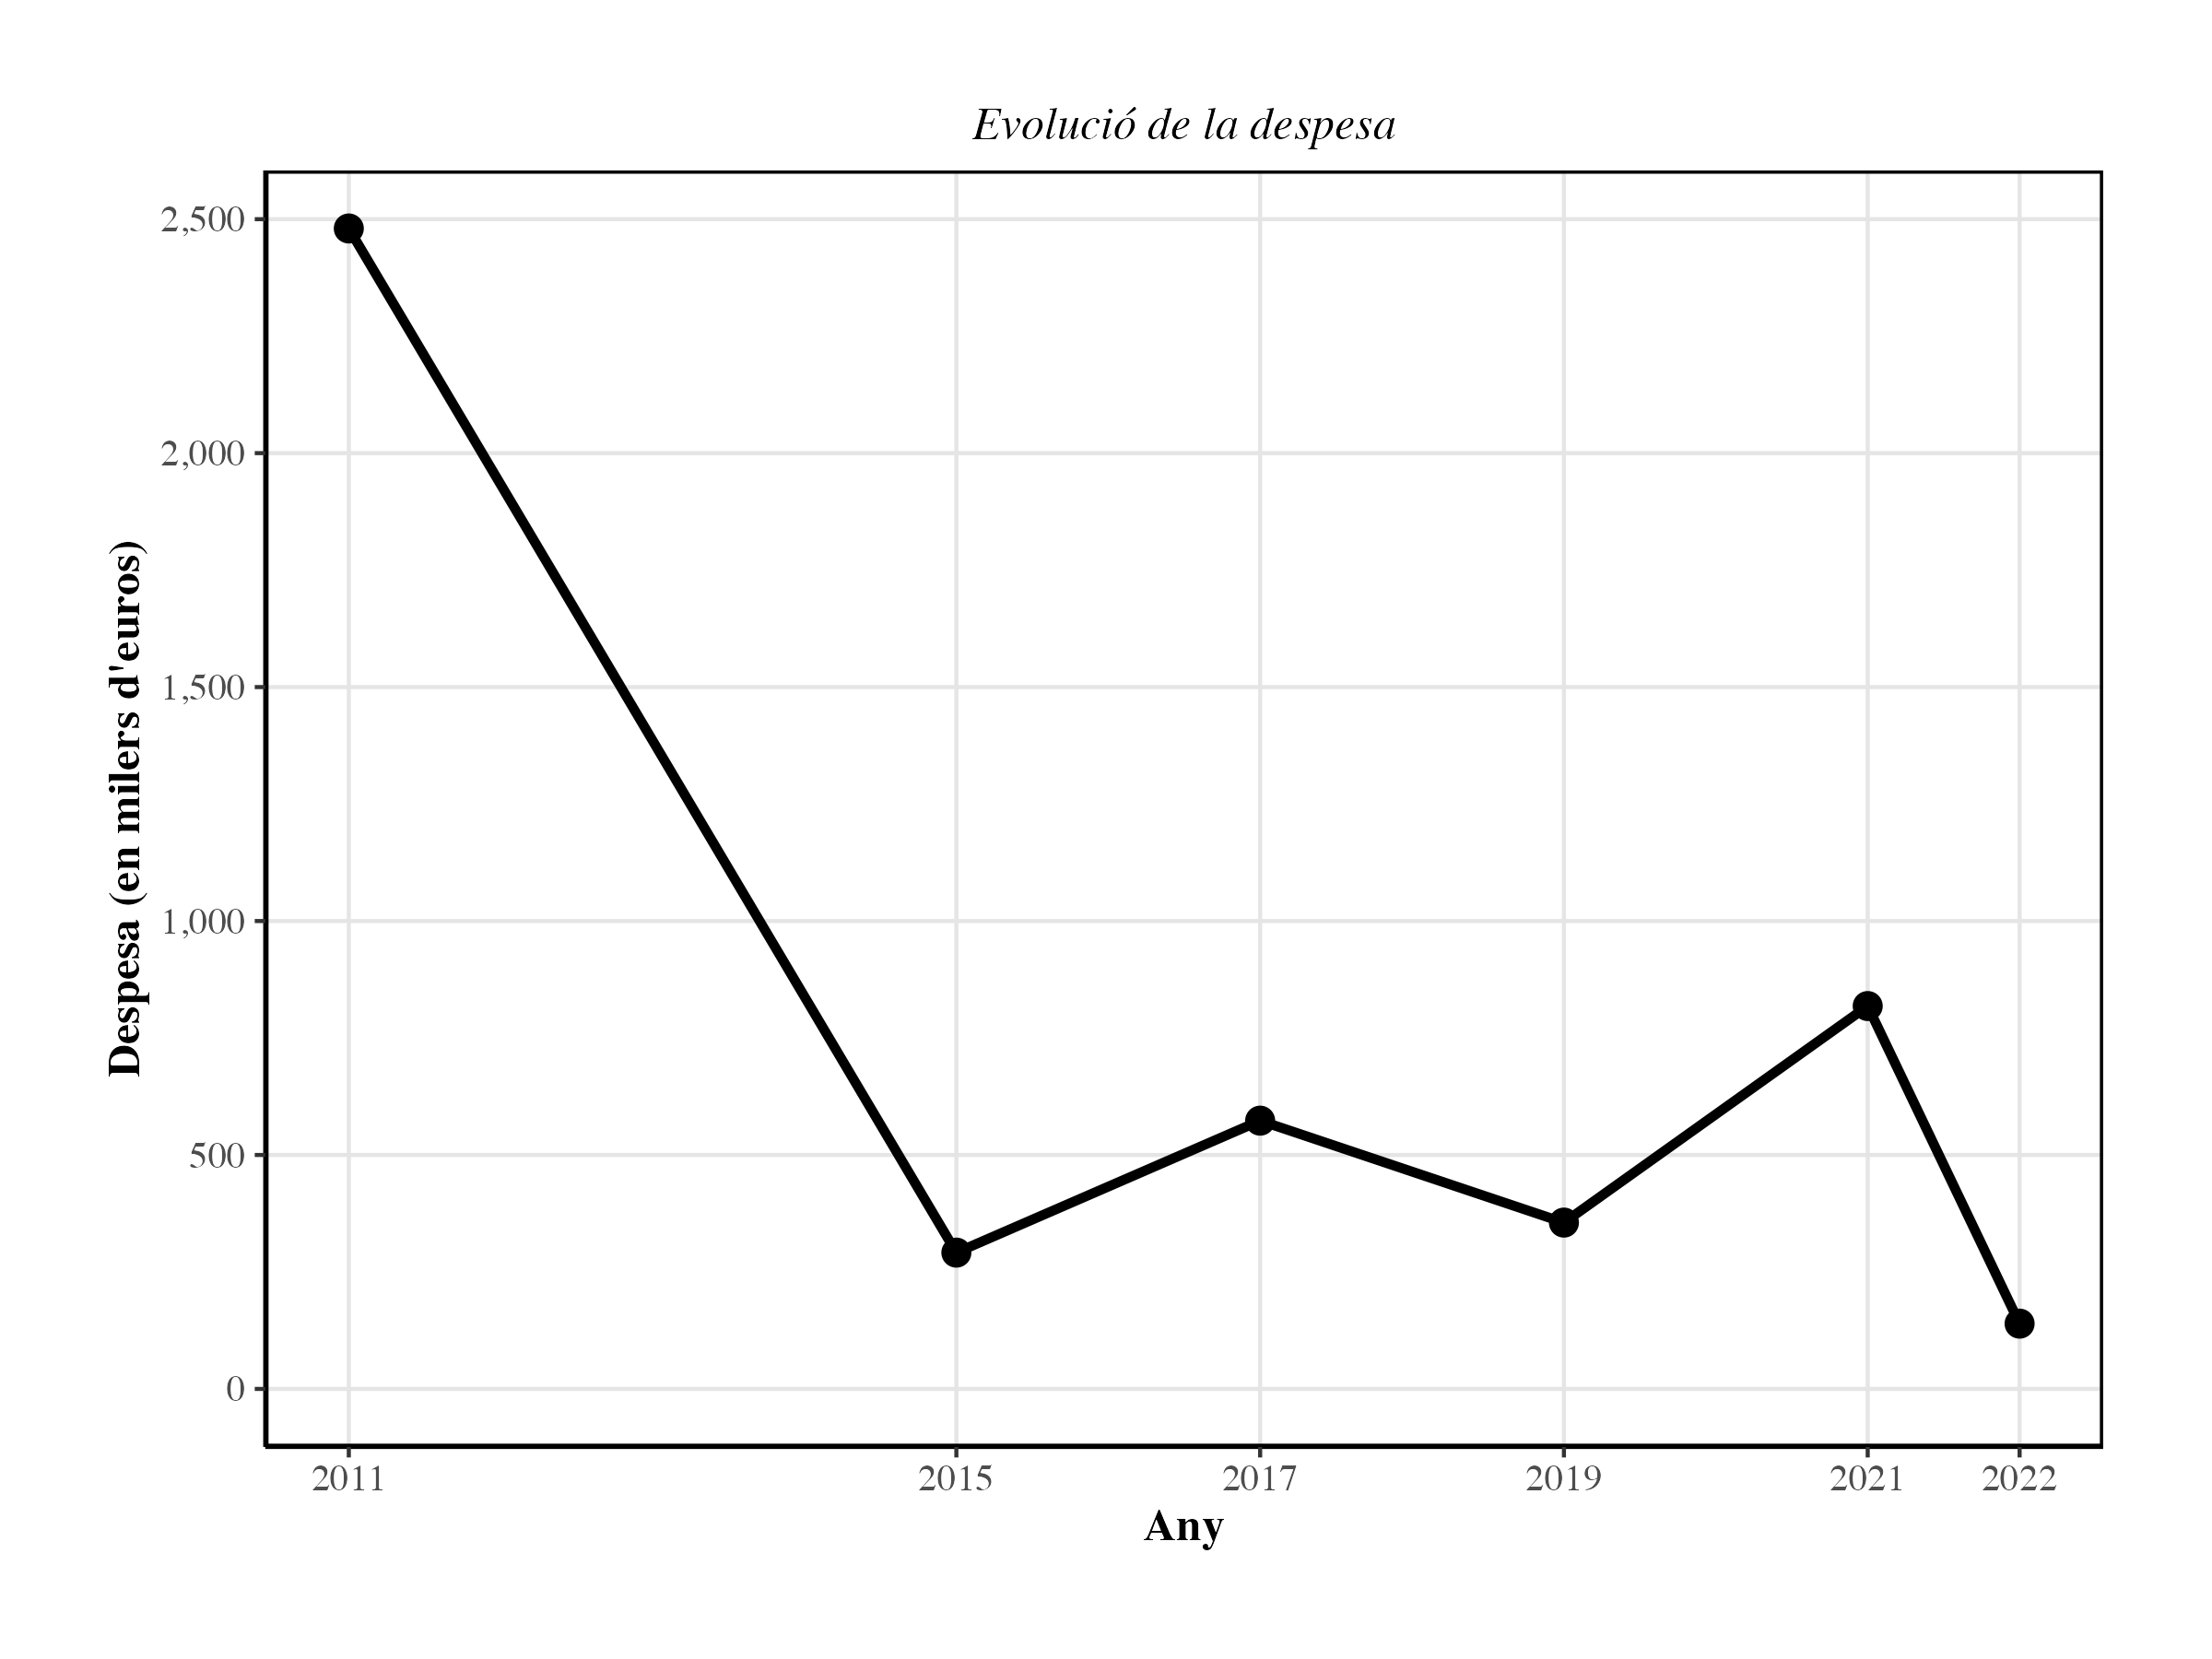 Evolució de la despesa
Despesa (en milers d'euros)
2,500
2,000
1,500
1,000
500
0
2011 2015 2017 2019 2021 2022
Any